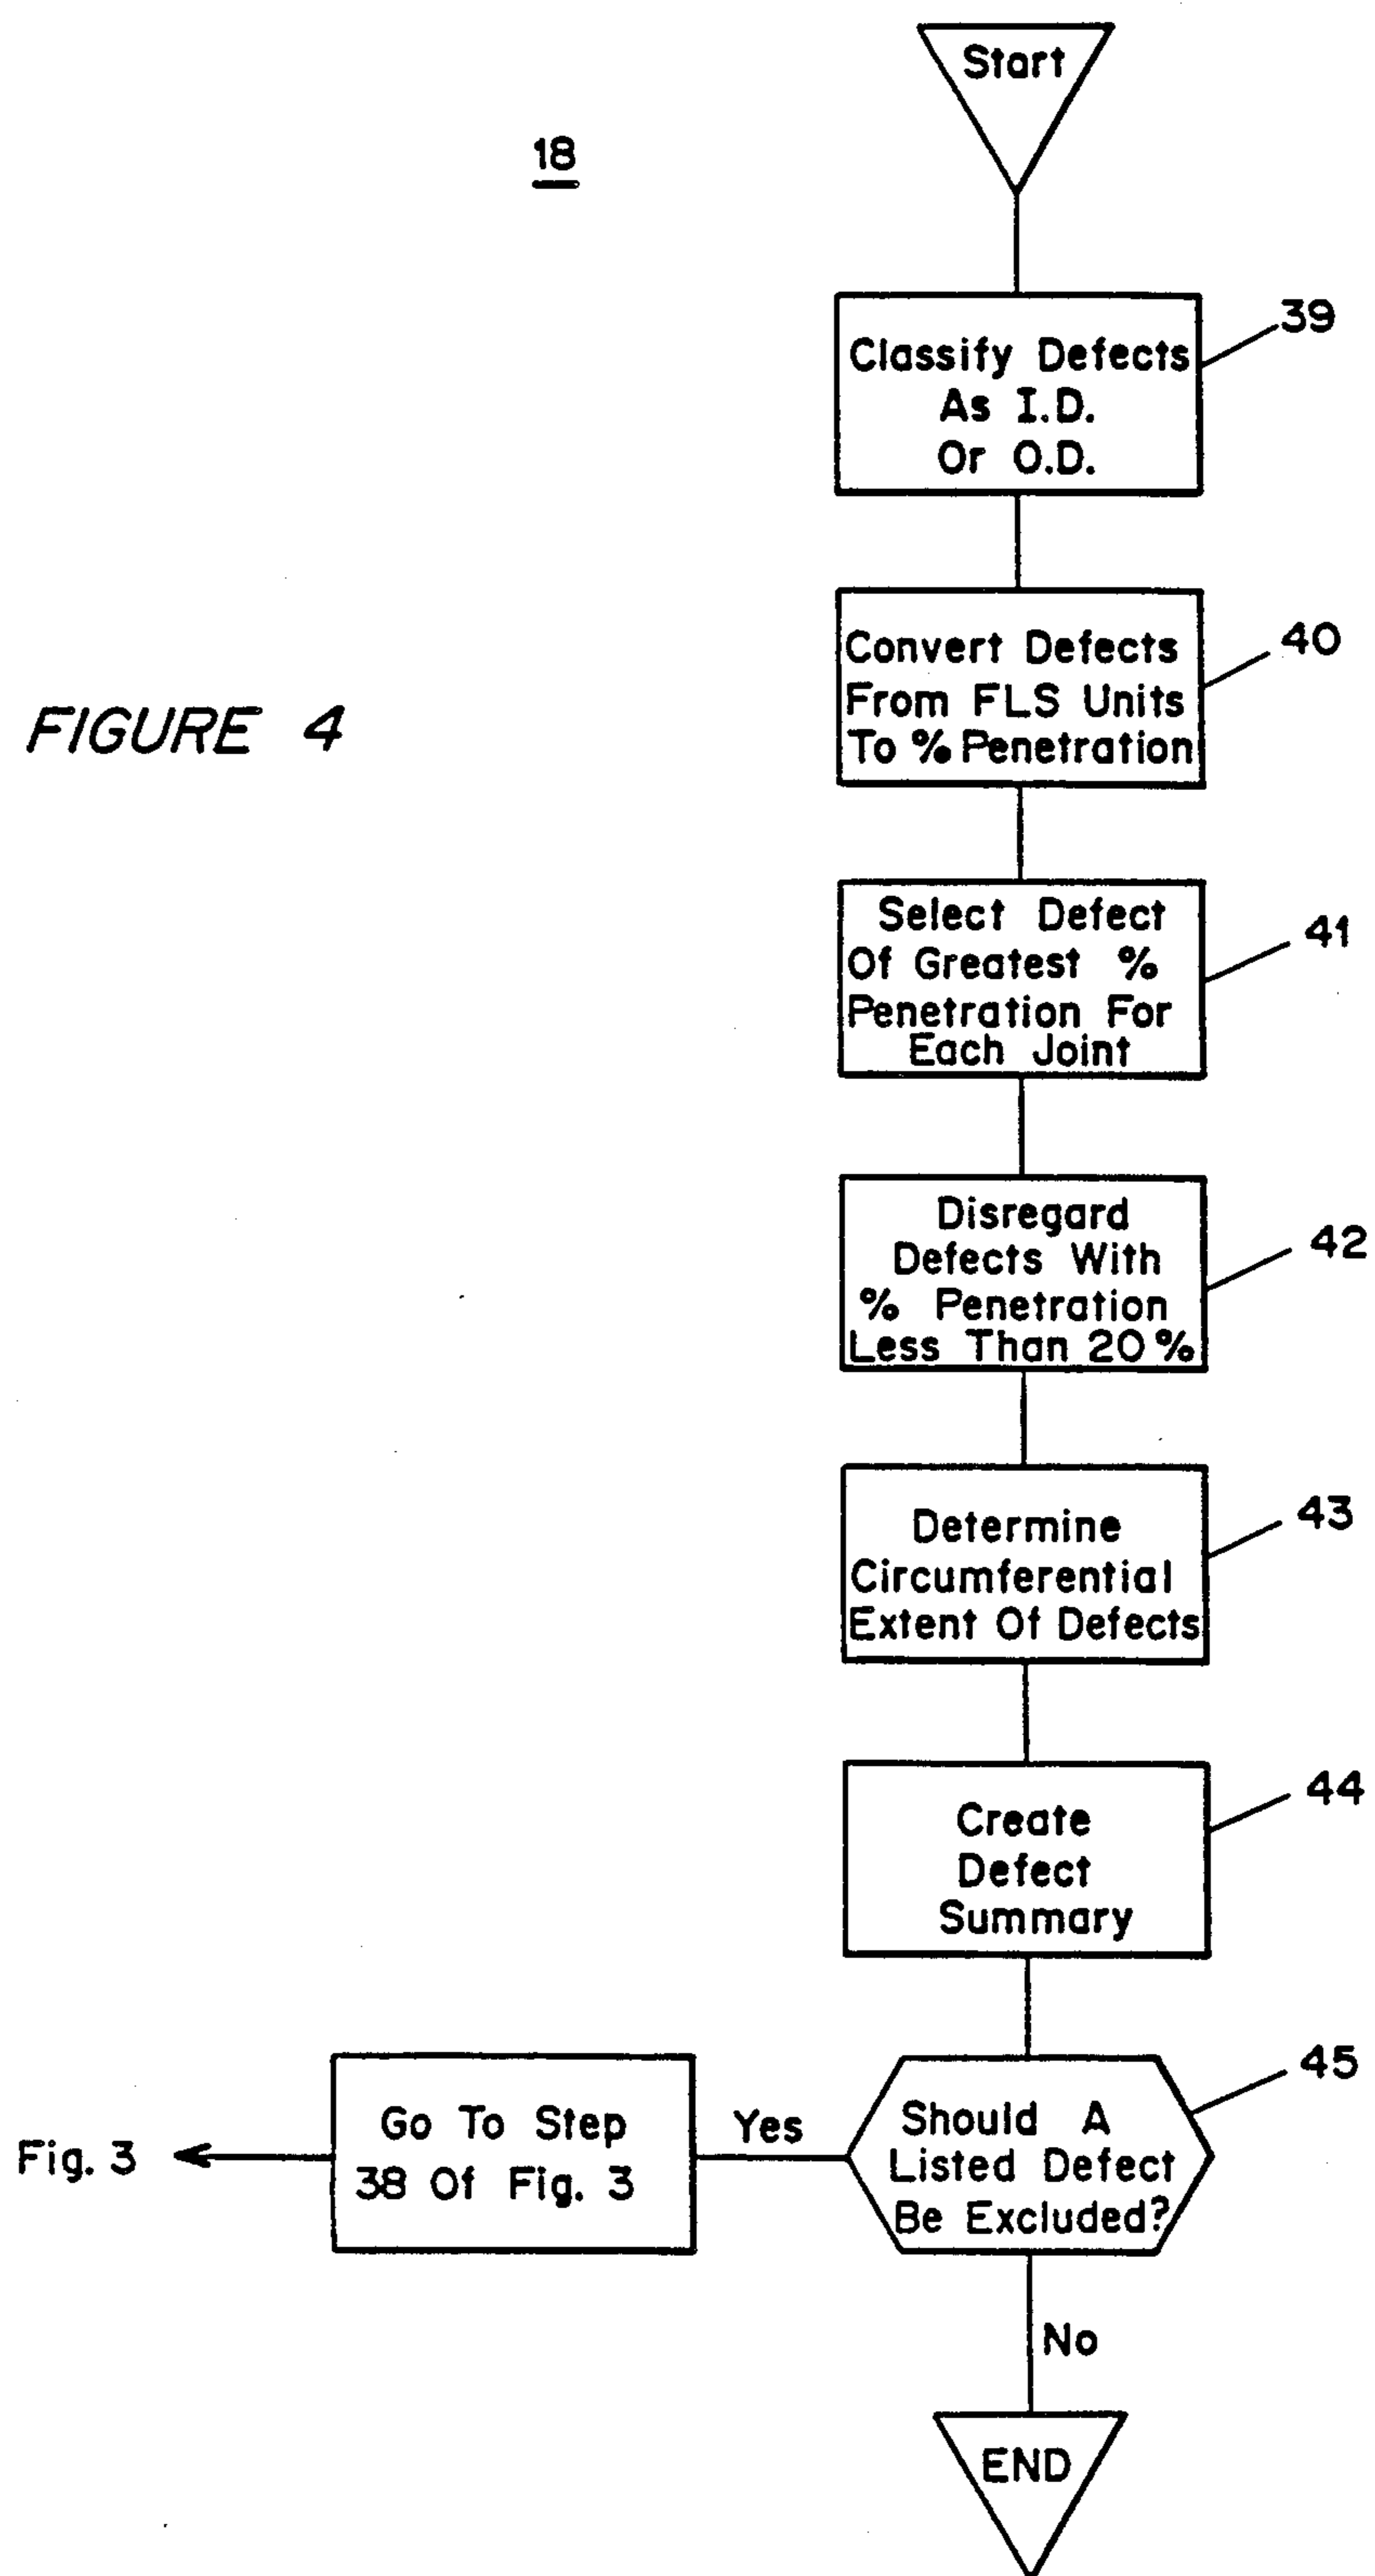 Start
18
39
Classify Defects
As I.D.
Or O.D.
40
Convert Defects
From FLS Units
To % Penetration
FIGURE 4
41
Select Defect
Of Greatest %
Penetration For
Each Joint
42
Disregard
Defects With
% Penetration
Less Than 20%
43
Determine
Circumferential
Extent Of Defects
44
Create
Defect
Summary
45
Should A
Listed Defect
Be Excluded?
Yes
Go To Step
38 Of Fig. 3
Fig. 3
No
END